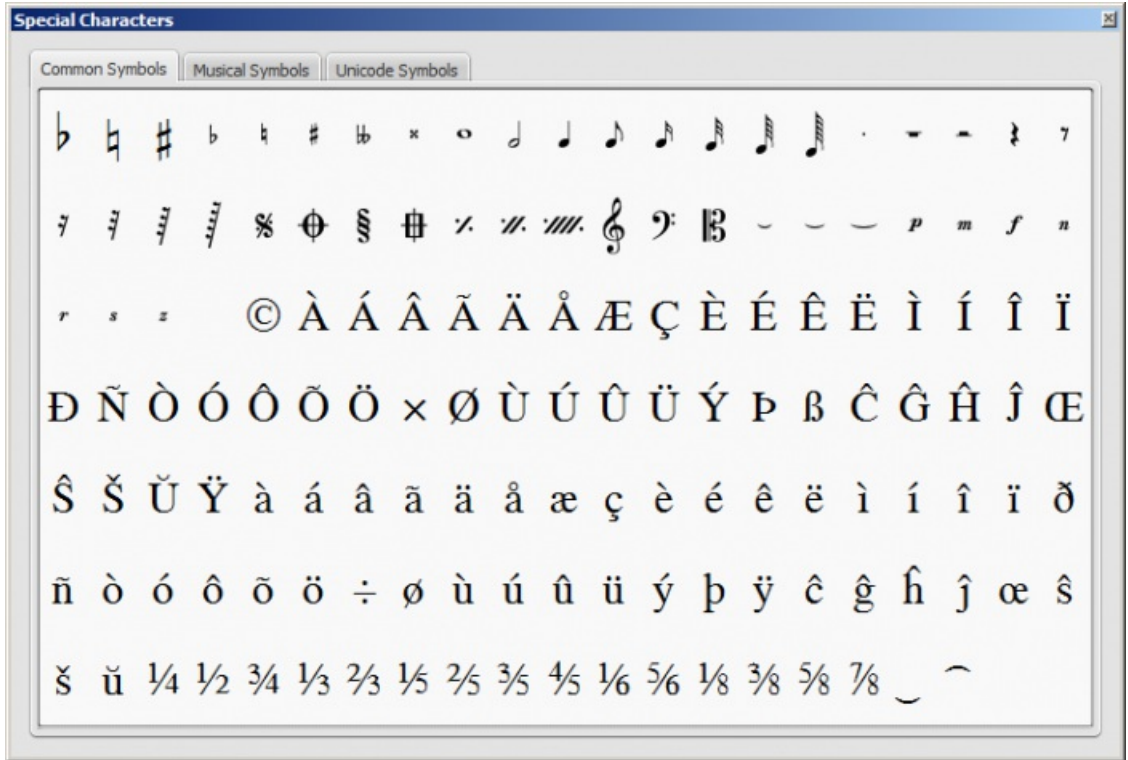 Special Characters
Common Symbols Musical Symbols Unicode Symbols
♭ ♮ ♯ ♭ ♮ ♯ 𝄫 𝄪 𝅝 𝅗𝅥 𝅘𝅥 𝅘𝅥𝅮 𝅘𝅥𝅯 𝅘𝅥𝅰 𝅘𝅥𝅱 𝅘𝅥𝅲 . 𝄻 𝄼 𝄽 𝄾
𝄿 𝅀 𝅁 𝅂 𝄋 𝄌 § 𝄎 𝄏 𝄞 𝄢 𝄡 ‿ ‿ ‿ p m f n
r s z © À Á Â Ã Ä Å Æ Ç È É Ê Ë Ì Í Î Ï
Ð Ñ Ò Ó Ô Õ Ö × Ø Ù Ú Û Ü Ý Þ ß Ĉ Ĝ Ĥ Ĵ Œ
Ŝ Š Ŭ Ÿ à á â ã ä å æ ç è é ê ë ì í î ï ð
ñ ò ó ô õ ö ÷ ø ù ú û ü ý þ ÿ ĉ ĝ ĥ ĵ œ ŝ
š ŭ ¼ ½ ¾ ⅓ ⅔ ⅕ ⅖ ⅗ ⅘ ⅙ ⅚ ⅛ ⅜ ⅝ ⅞ ‿ ⁀